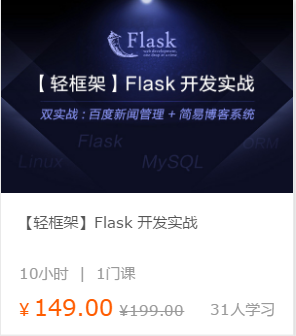 Flask
web development,
one drop at a time
【轻框架】Flask 开发实战
双实战 : 百度新闻管理 + 简易博客系统
Flask
ORM
Linux
MySQL
【轻框架】Flask 开发实战
10小时 | 1门课
¥ 149.00 ¥199.00 31人学习